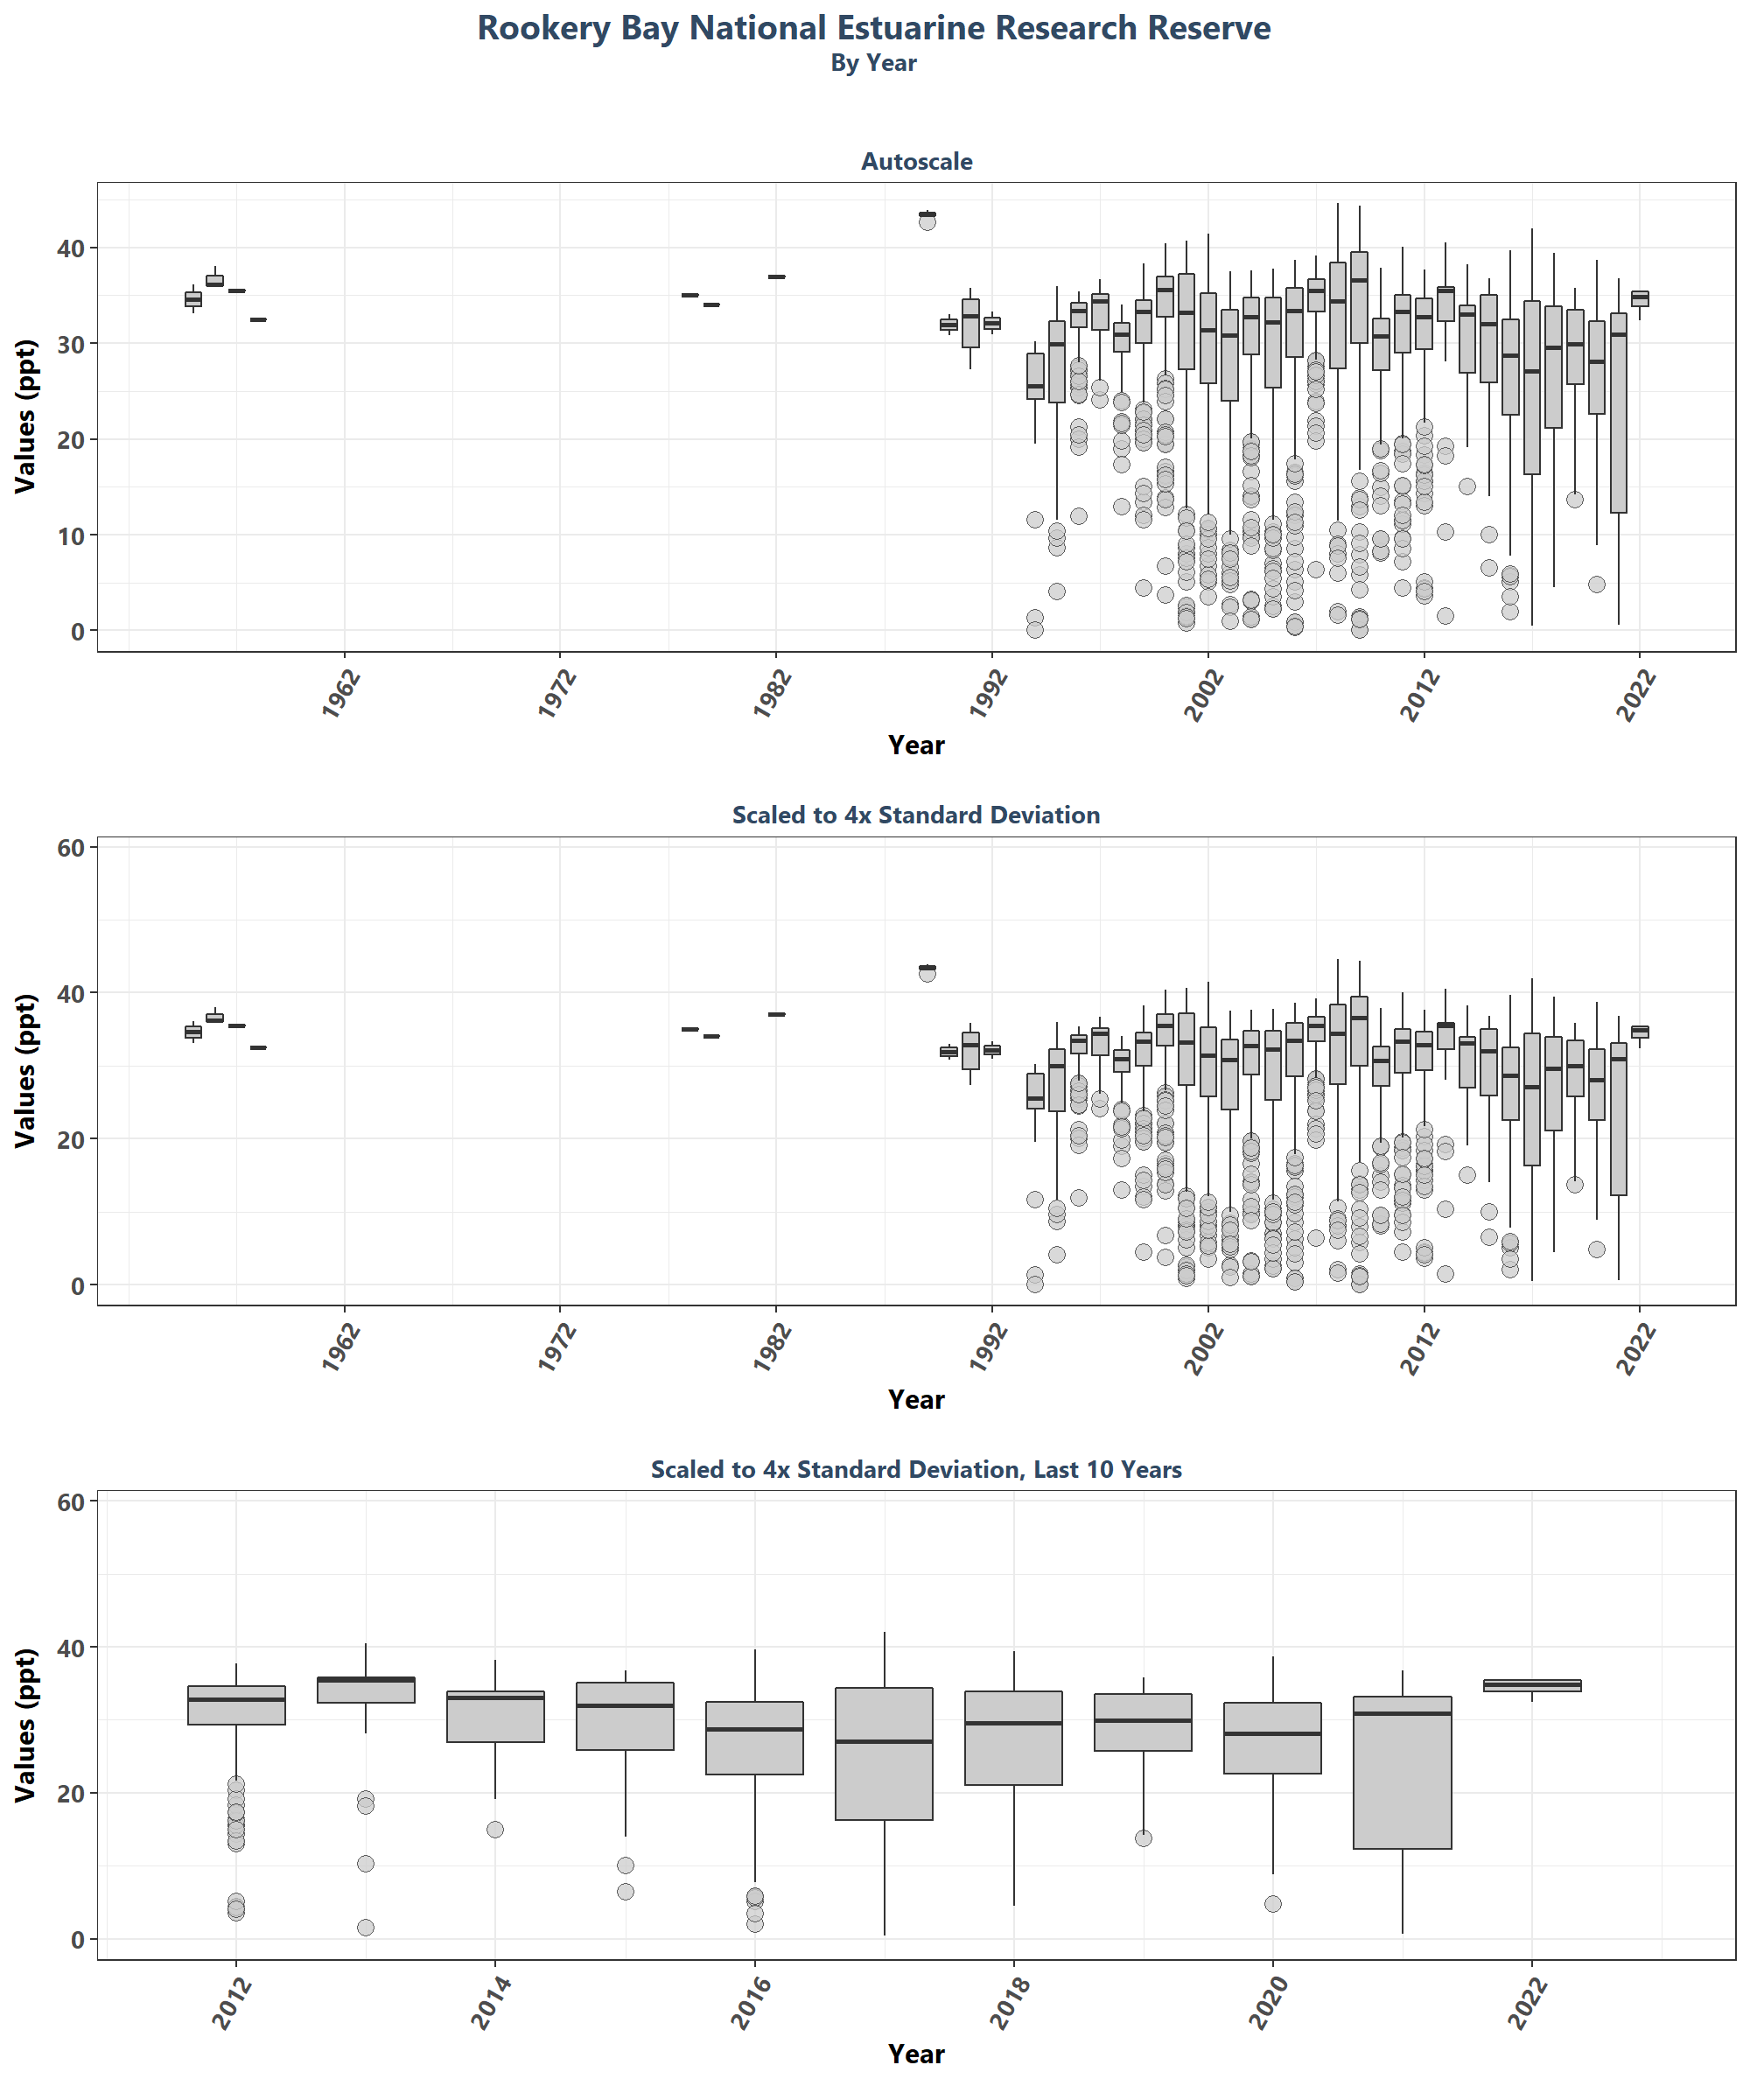 Rookery Bay National Estuarine Research Reserve
By Year
Autoscale
40
30
20
10
0
Values (ppt)
1962 1972 1982 1992 2002 2012 2022
Year
Scaled to 4x Standard Deviation
60
40
20
0
Values (ppt)
1962 1972 1982 1992 2002 2012 2022
Year
Scaled to 4x Standard Deviation, Last 10 Years
60
40
20
0
Values (ppt)
2012 2014 2016 2018 2020 2022
Year